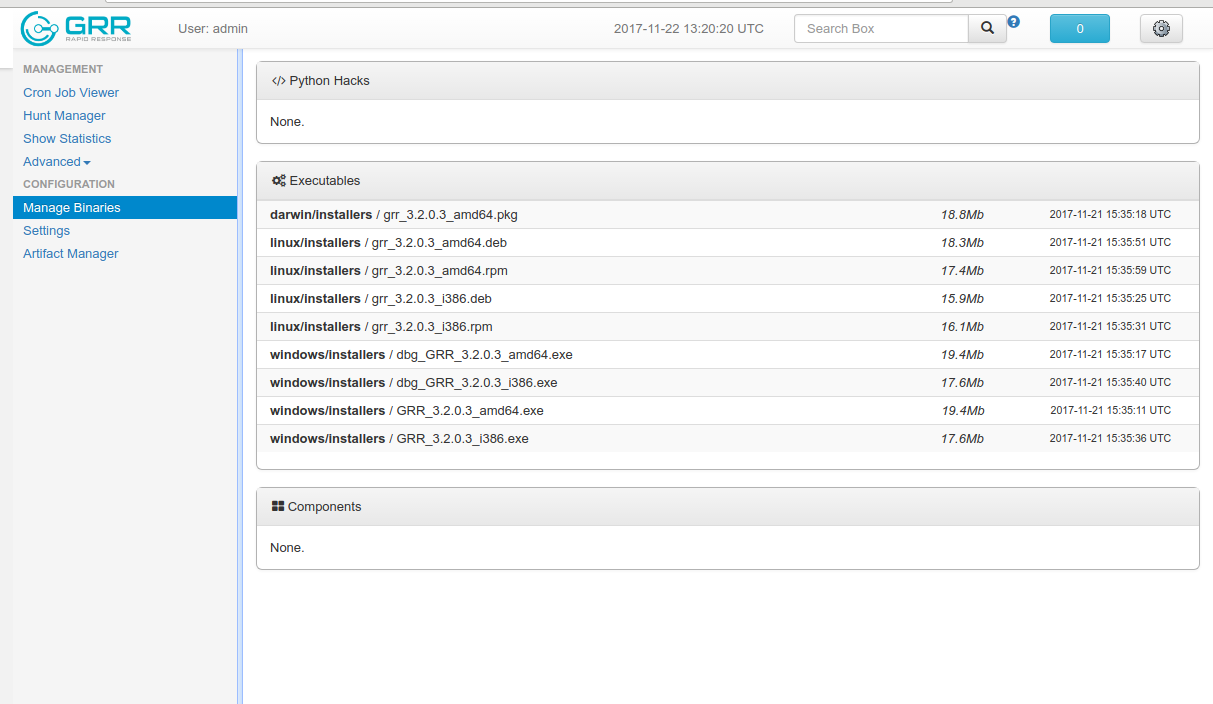 GRR
RAPID RESPONSE
User: admin
2017-11-22 13:20:20 UTC
Search Box
?
0
MANAGEMENT
Cron Job Viewer
Hunt Manager
Show Statistics
Advanced
CONFIGURATION
Manage Binaries
Settings
Artifact Manager
</> Python Hacks
None.
Executables
darwin/installers / grr_3.2.0.3_amd64.pkg 18.8Mb 2017-11-21 15:35:18 UTC
linux/installers / grr_3.2.0.3_amd64.deb 18.3Mb 2017-11-21 15:35:51 UTC
linux/installers / grr_3.2.0.3_amd64.rpm 17.4Mb 2017-11-21 15:35:59 UTC
linux/installers / grr_3.2.0.3_i386.deb 15.9Mb 2017-11-21 15:35:25 UTC
linux/installers / grr_3.2.0.3_i386.rpm 16.1Mb 2017-11-21 15:35:31 UTC
windows/installers / dbg_GRR_3.2.0.3_amd64.exe 19.4Mb 2017-11-21 15:35:17 UTC
windows/installers / dbg_GRR_3.2.0.3_i386.exe 17.6Mb 2017-11-21 15:35:40 UTC
windows/installers / GRR_3.2.0.3_amd64.exe 19.4Mb 2017-11-21 15:35:11 UTC
windows/installers / GRR_3.2.0.3_i386.exe 17.6Mb 2017-11-21 15:35:36 UTC
Components
None.